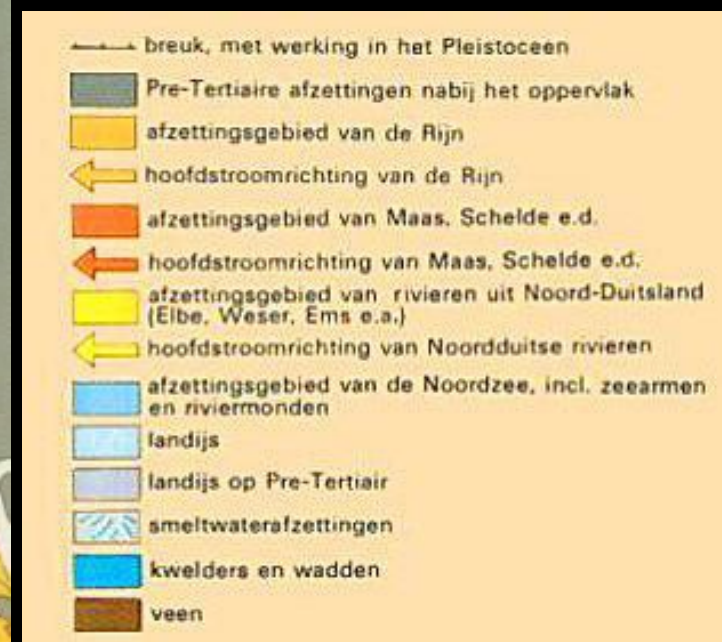 breuk, met werking in het Pleistoceen
Pre-Tertiaire afzettingen nabij het oppervlak
afzettingsgebied van de Rijn
hoofdstroomrichting van de Rijn
afzettingsgebied van Maas, Schelde e.d.
hoofdstroomrichting van Maas, Schelde e.d.
afzettingsgebied van rivieren uit Noord-Duitsland
(Elbe, Weser, Ems e.a.)
hoofdstroomrichting van Noordduitse rivieren
afzettingsgebied van de Noordzee, incl. zeearmen
en riviermonden
landijs
landijs op Pre-Tertiair
smeltwaterafzettingen
kwelders en wadden
veen